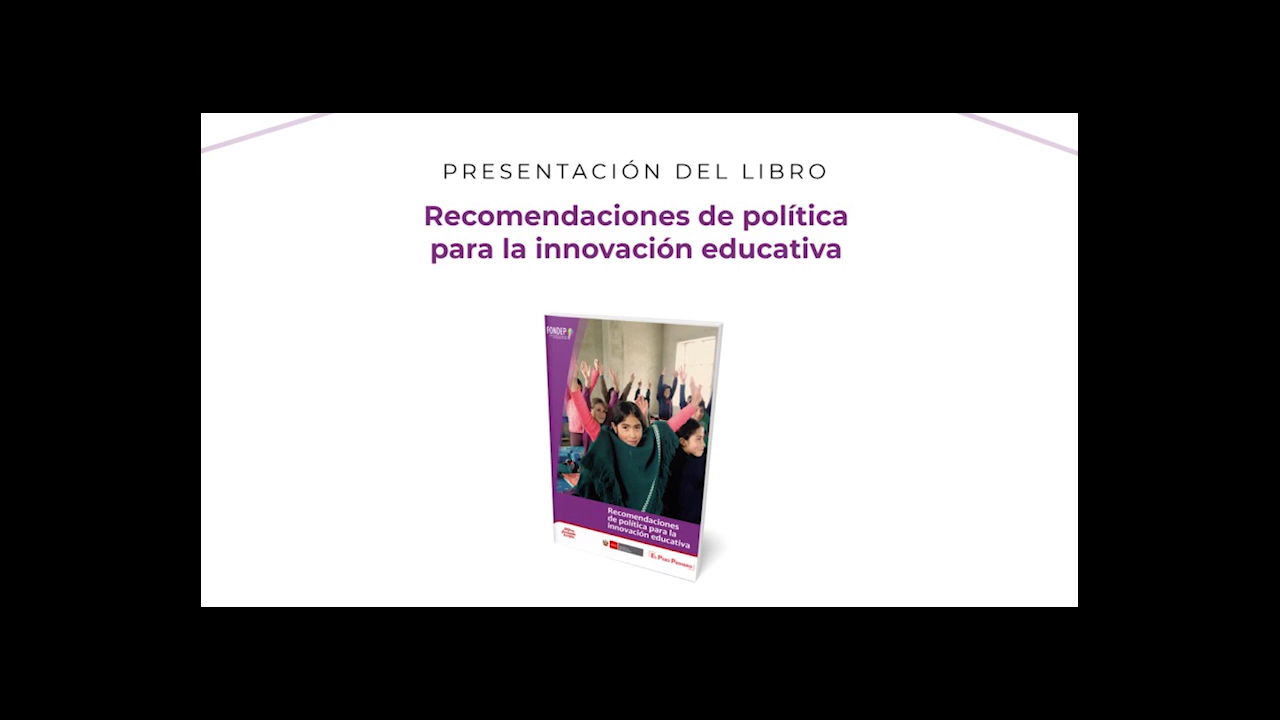 PRESENTACIÓN DEL LIBRO
Recomendaciones de política
para la innovación educativa
FONDEP
Recomendaciones
de política para la
innovación educativa
EL PERÚ PRIMERO